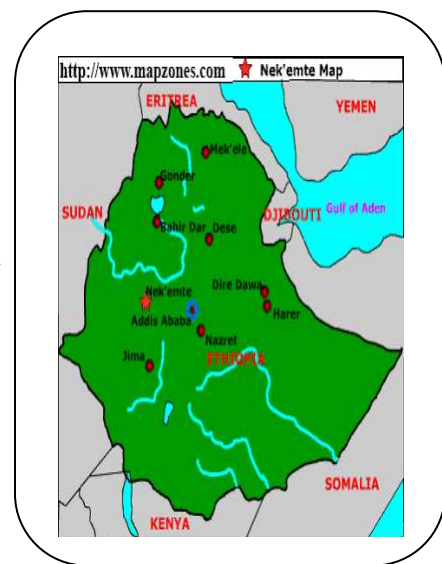 http://www.mapzones.com Nek'emte Map
ERITREA
YEMEN
Mek'ele
Gonder
SUDAN
DJIBOUTI
Gulf of Aden
Bahir Dar
Dese
Nek'emte
Dire Dawa
Addis Ababa
Harer
Nazret
Jima
ETHIOPIA
SOMALIA
KENYA